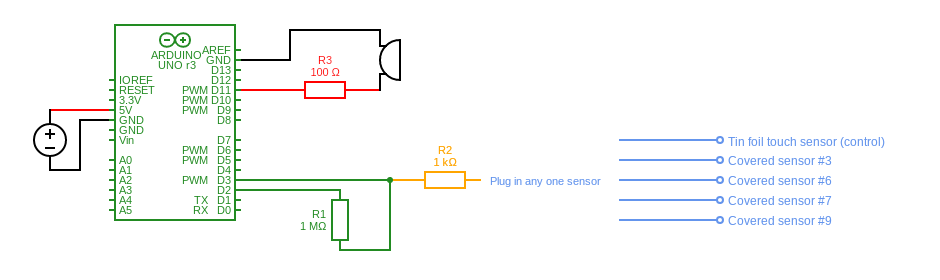 ARDUINO
UNO r3
AREF
GND
D13
D12
PWM D11
PWM D10
PWM D9
D8
D7
PWM D6
PWM D5
D4
PWM D3
D2
TX D1
RX D0
IOREF
RESET
3.3V
5V
GND
GND
Vin
A0
A1
A2
A3
A4
A5
R3
100 Ω
R1
1 MΩ
R2
1 kΩ
Plug in any one sensor
Tin foil touch sensor (control)
Covered sensor #3
Covered sensor #6
Covered sensor #7
Covered sensor #9